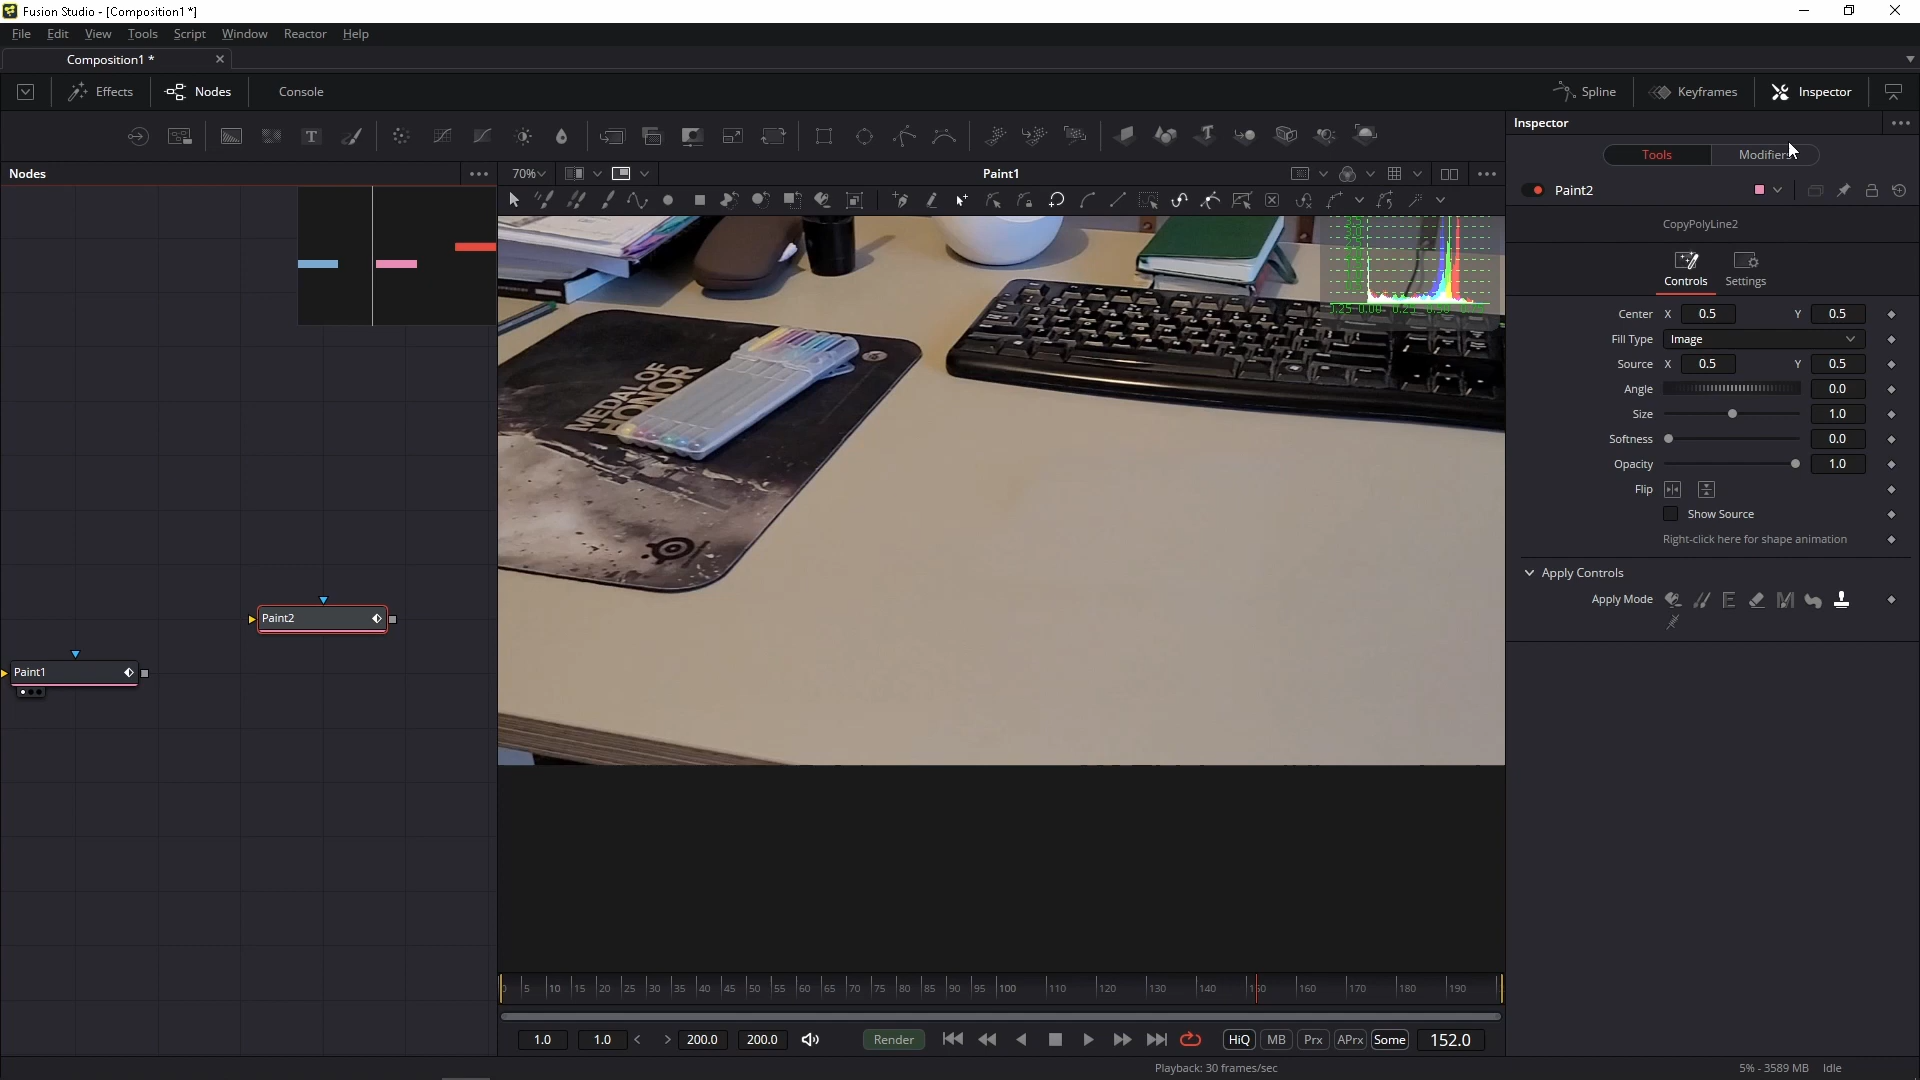 Fusion Studio - [Composition1 *]
File Edit View Tools Script Window Reactor Help
Composition1 *
Effects Nodes Console Spline Keyframes Inspector
Inspector
Tools Modifiers
Nodes 70% Paint1
Paint2
CopyPolyLine2
Controls Settings
Center X 0.5 Y 0.5
Fill Type Image
Source X 0.5 Y 0.5
Angle 0.0
Size 1.0
Softness 0.0
Opacity 1.0
Flip
Show Source
Right-click here for shape animation
Apply Controls
Apply Mode
MEDAL OF
HONOR
Paint2
Paint1
5 10 15 20 25 30 35 40 45 50 55 60 65 70 75 80 85 90 95 100 110 120 130 140 150 160 170 180 190
1.0 1.0 200.0 200.0 Render HiQ MB Prx APrx Some 152.0
Playback: 30 frames/sec 5% - 3589 MB Idle